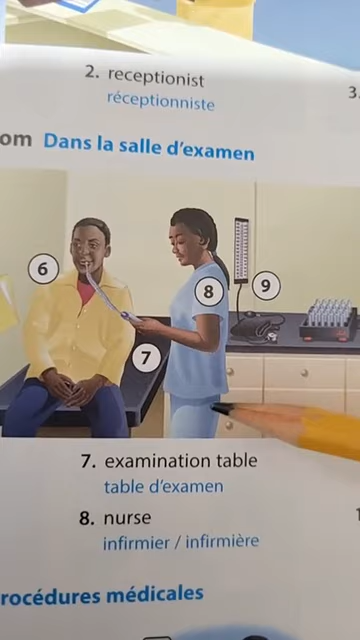 2. receptionist
réceptionniste
3.
om Dans la salle d'examen
6
8
9
7
7. examination table
table d'examen
8. nurse
infirmier / infirmière
1
rocédures médicales